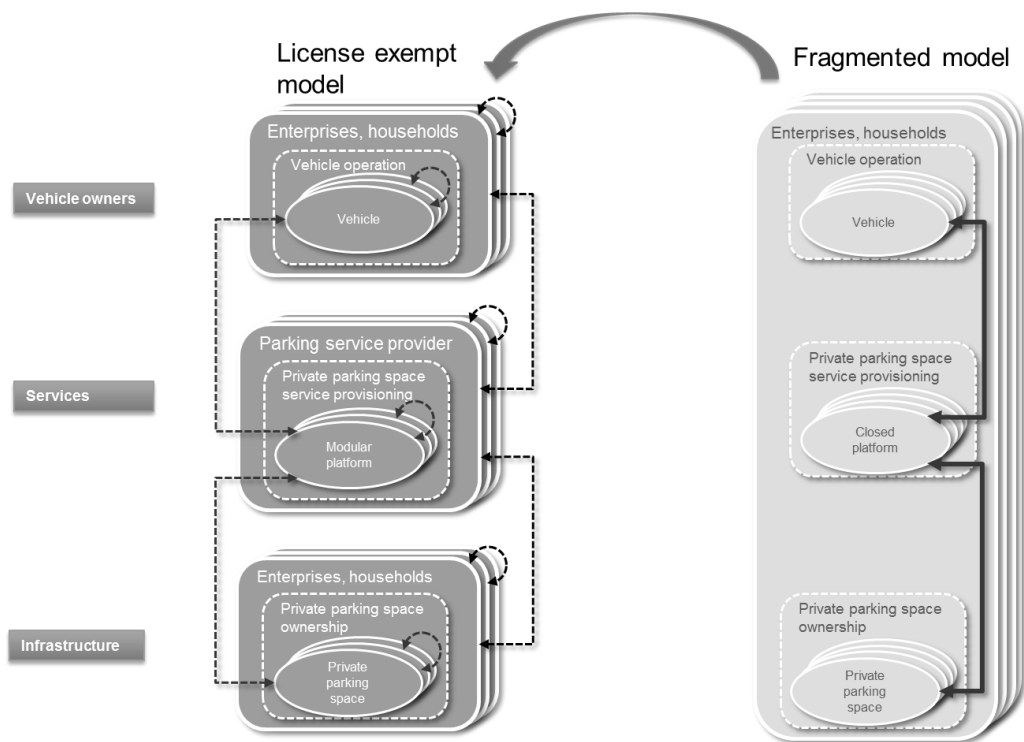 License exempt
model
Fragmented model
Vehicle owners
Services
Infrastructure
Enterprises, households
Vehicle operation
Vehicle
Parking service provider
Private parking space
service provisioning
Modular
platform
Enterprises, households
Private parking space
ownership
Private
parking
space
Enterprises, households
Vehicle operation
Vehicle
Private parking space
service provisioning
Closed
platform
Private parking space
ownership
Private
parking
space